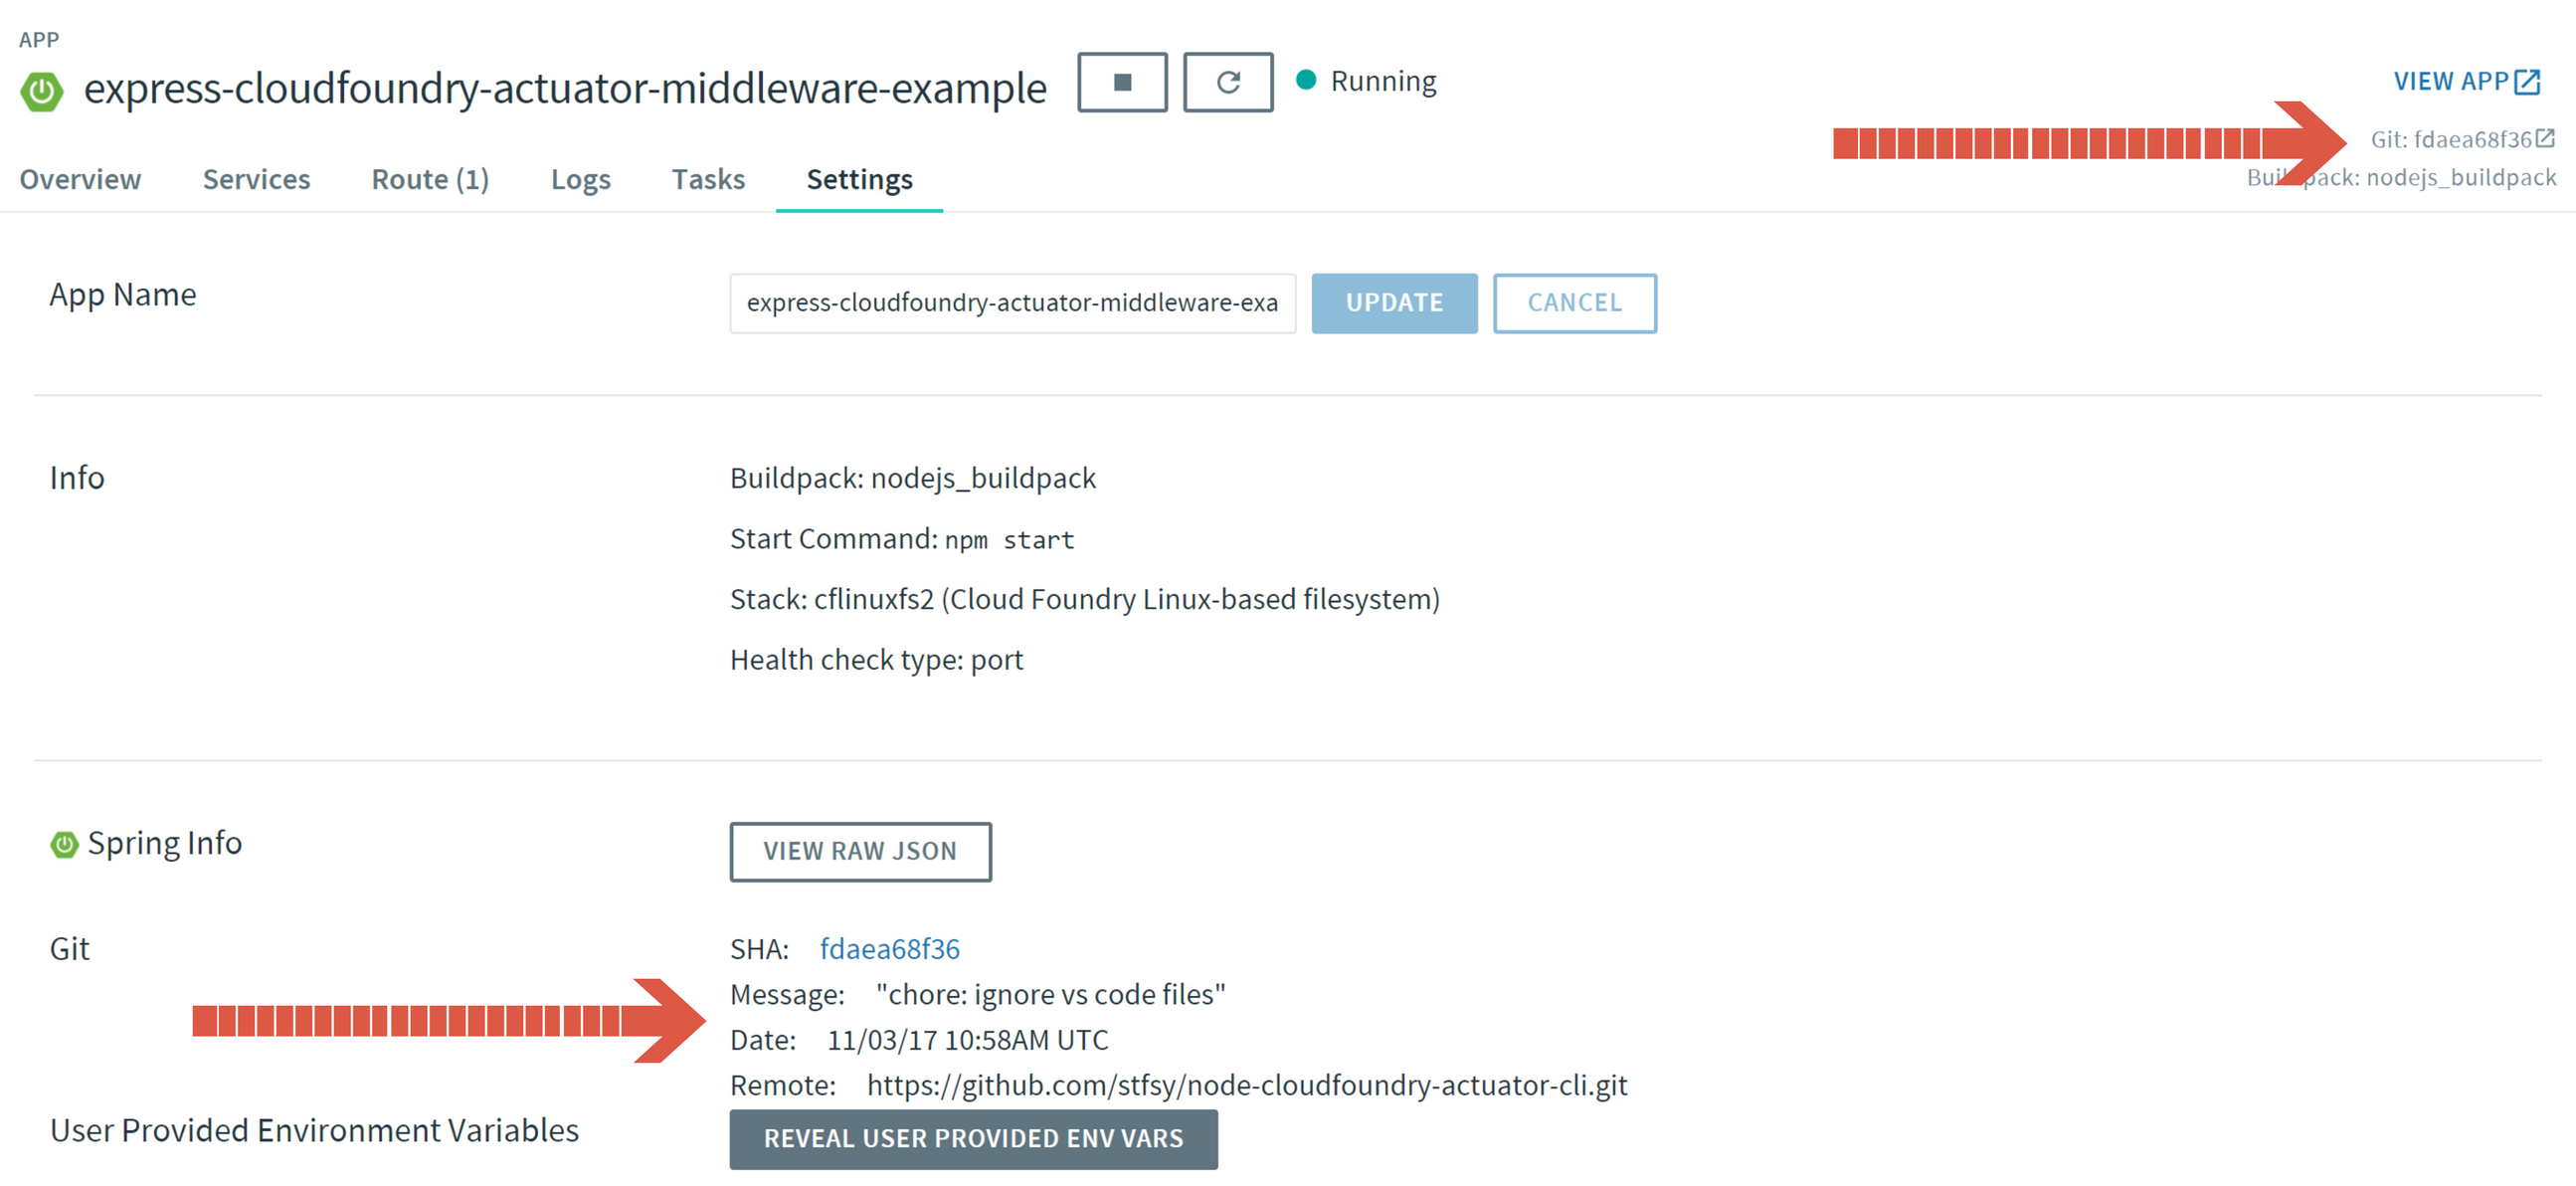 APP
express-cloudfoundry-actuator-middleware-example
Running
VIEW APP
Git: fdaea68f36
Buildpack: nodejs_buildpack
Overview Services Route (1) Logs Tasks Settings
App Name
express-cloudfoundry-actuator-middleware-exa
UPDATE CANCEL
Info
Buildpack: nodejs_buildpack
Start Command: npm start
Stack: cflinuxfs2 (Cloud Foundry Linux-based filesystem)
Health check type: port
Spring Info
VIEW RAW JSON
Git
SHA: fdaea68f36
Message: "chore: ignore vs code files"
Date: 11/03/17 10:58AM UTC
Remote: https://github.com/stfsy/node-cloudfoundry-actuator-cli.git
User Provided Environment Variables
REVEAL USER PROVIDED ENV VARS